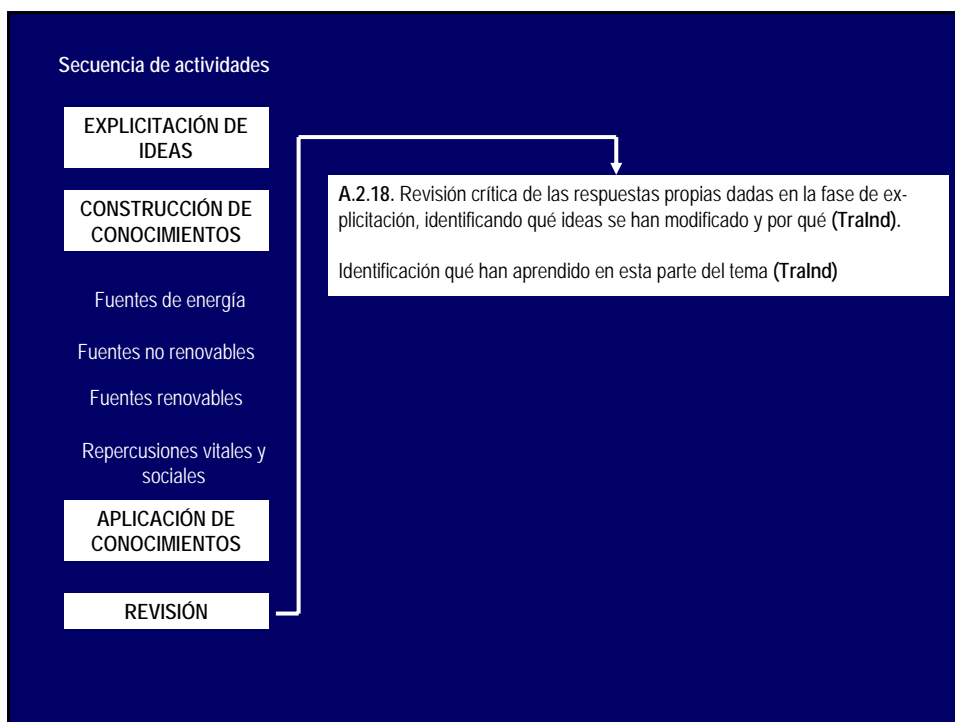 Secuencia de actividades
EXPLICITACIÓN DE
IDEAS
CONSTRUCCIÓN DE
CONOCIMIENTOS
Fuentes de energía
Fuentes no renovables
Fuentes renovables
Repercusiones vitales y
sociales
APLICACIÓN DE
CONOCIMIENTOS
REVISIÓN
A.2.18. Revisión crítica de las respuestas propias dadas en la fase de ex-
plicitación, identificando qué ideas se han modificado y por qué (TraInd).
Identificación qué han aprendido en esta parte del tema (TraInd)